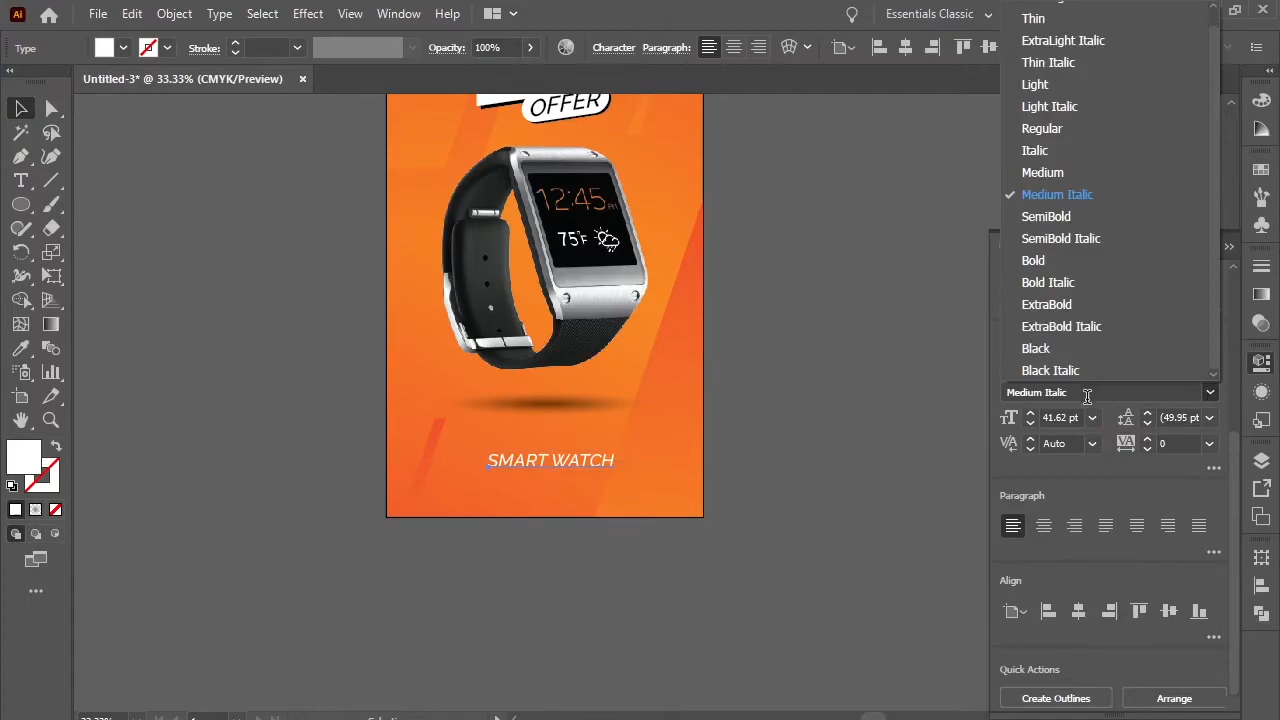 Ai File Edit Object Type Select Effect View Window Help Essentials Classic
Type Stroke: Opacity: 100% Character Paragraph:
Untitled-3* @ 33.33% (CMYK/Preview) ×
Thin
ExtraLight Italic
Thin Italic
Light
Light Italic
Regular
Italic
Medium
Medium Italic
SemiBold
SemiBold Italic
Bold
Bold Italic
ExtraBold
ExtraBold Italic
Black
Black Italic
Medium Italic
41.62 pt (49.95 pt
Auto 0
Paragraph
Align
Quick Actions
Create Outlines Arrange
OFFER
12:45 PM
75°F
SMART WATCH